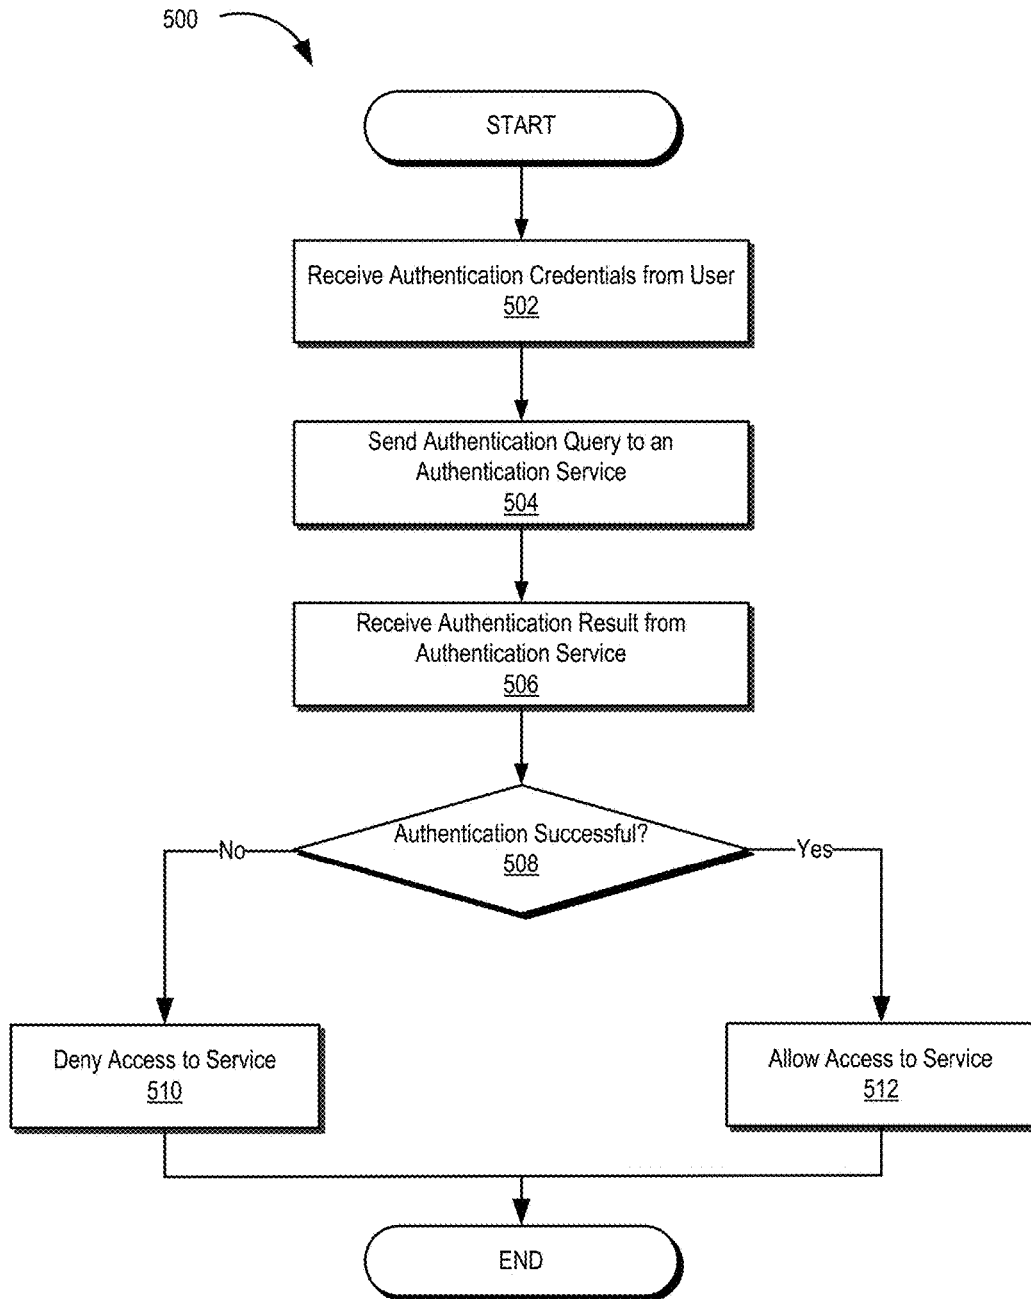 500
START
Receive Authentication Credentials from User
502
Send Authentication Query to an
Authentication Service
504
Receive Authentication Result from
Authentication Service
506
Authentication Successful?
508
No
Yes
Deny Access to Service
510
Allow Access to Service
512
END